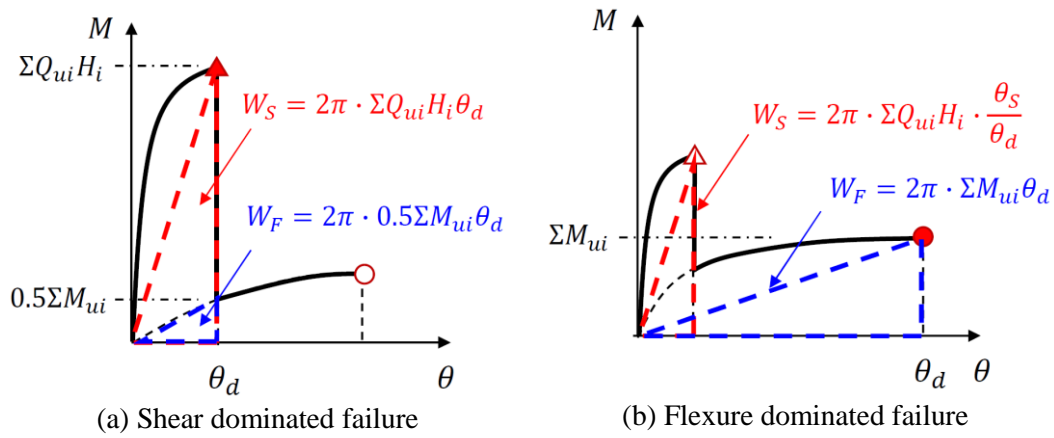 M
ΣQ_{ui}H_i
W_S = 2π · ΣQ_{ui}H_iθ_d
W_F = 2π · 0.5ΣM_{ui}θ_d
0.5ΣM_{ui}
θ_d
θ
(a) Shear dominated failure
M
W_S = 2π · ΣQ_{ui}H_i · \frac{θ_S}{θ_d}
W_F = 2π · ΣM_{ui}θ_d
ΣM_{ui}
θ_d θ
(b) Flexure dominated failure